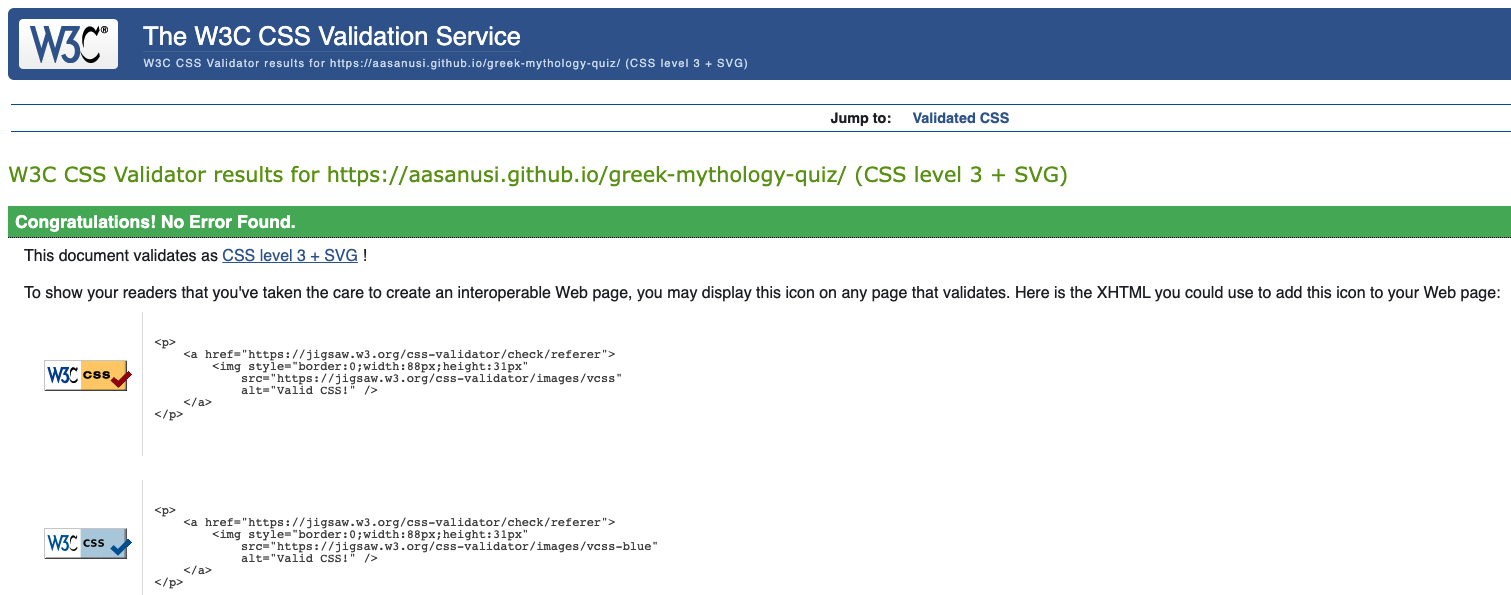 W3C® The W3C CSS Validation Service
W3C CSS Validator results for https://aasanusi.github.io/greek-mythology-quiz/ (CSS level 3 + SVG)
Jump to: Validated CSS
W3C CSS Validator results for https://aasanusi.github.io/greek-mythology-quiz/ (CSS level 3 + SVG)
Congratulations! No Error Found.
This document validates as CSS level 3 + SVG !
To show your readers that you've taken the care to create an interoperable Web page, you may display this icon on any page that validates. Here is the XHTML you could use to add this icon to your Web page:
W3C css
<p>
<a href="https://jigsaw.w3.org/css-validator/check/referer">
<img style="border:0;width:88px;height:31px"
src="https://jigsaw.w3.org/css-validator/images/vcss"
alt="Valid CSS!" />
</a>
</p>
W3C css
<p>
<a href="https://jigsaw.w3.org/css-validator/check/referer">
<img style="border:0;width:88px;height:31px"
src="https://jigsaw.w3.org/css-validator/images/vcss-blue"
alt="Valid CSS!" />
</a>
</p>